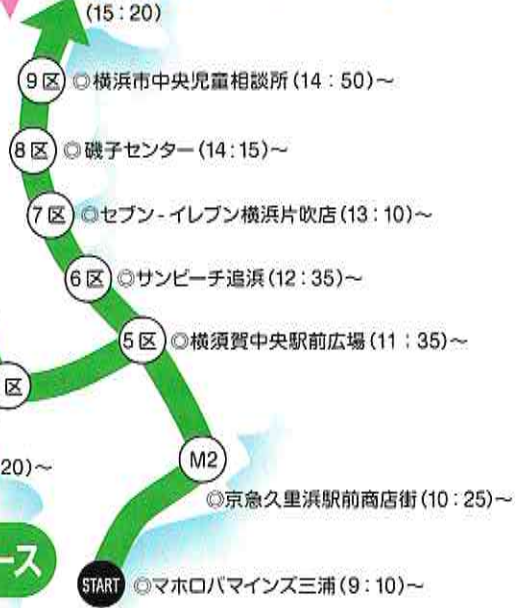 (15：20)
9区 ◎横浜市中央児童相談所(14：50)～
8区 ◎磯子センター(14：15)～
7区 ◎セブン-イレブン横浜片吹店(13：10)～
6区 ◎サンビーチ追浜(12：35)～
5区 ◎横須賀中央駅前広場(11：35)～
区
M2
20)～
◎京急久里浜駅前商店街(10：25)～
ース
START ◎マホロバマインズ三浦(9：10)～